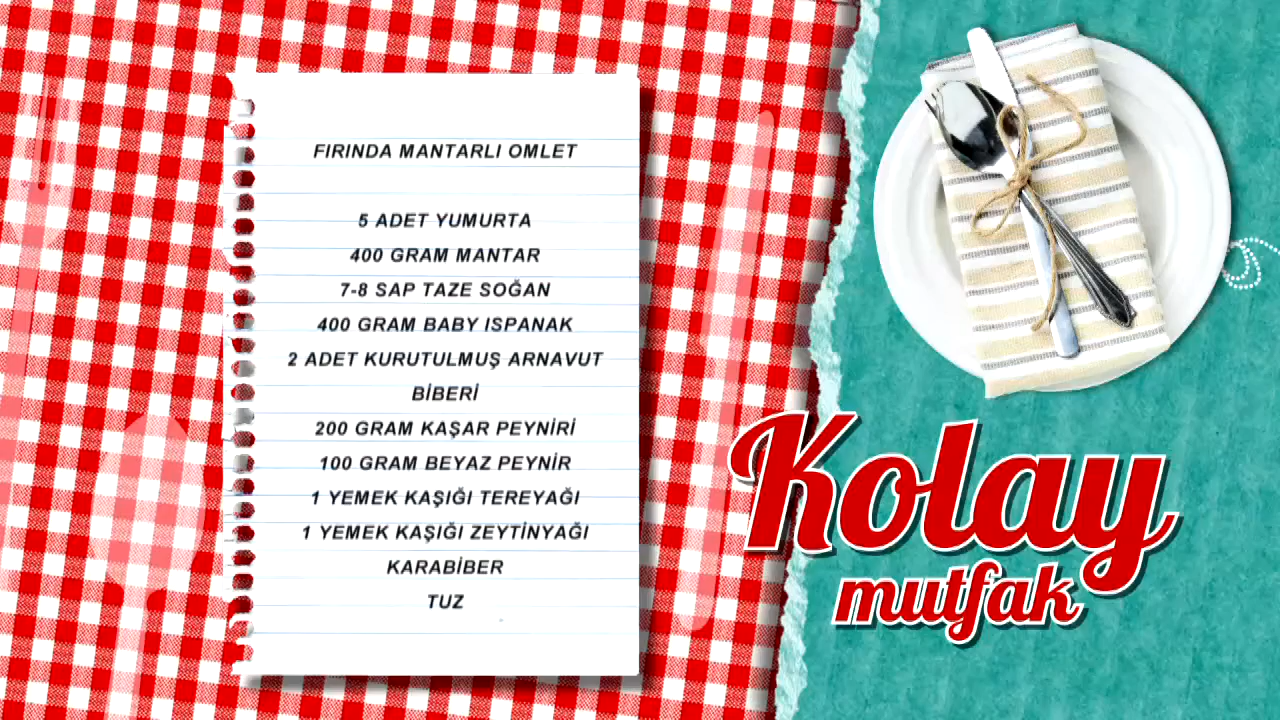 FIRINDA MANTARLI OMLET
5 ADET YUMURTA
400 GRAM MANTAR
7-8 SAP TAZE SOĞAN
400 GRAM BABY ISPANAK
2 ADET KURUTULMUŞ ARNAVUT
BİBERİ
200 GRAM KAŞAR PEYNİRİ
100 GRAM BEYAZ PEYNİR
1 YEMEK KAŞIĞI TEREYAĞI
1 YEMEK KAŞIĞI ZEYTİNYAĞI
KARABİBER
TUZ
Kolay
mutfak